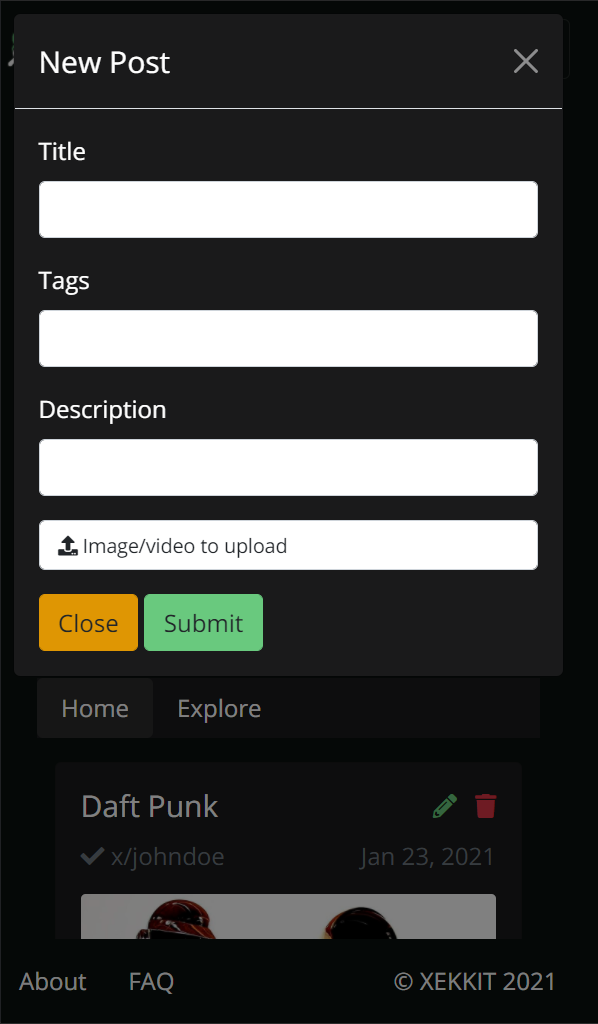 New Post
Title
Tags
Description
Image/video to upload
Close Submit
Home Explore
Daft Punk
x/johndoe Jan 23, 2021
About FAQ © XEKKIT 2021